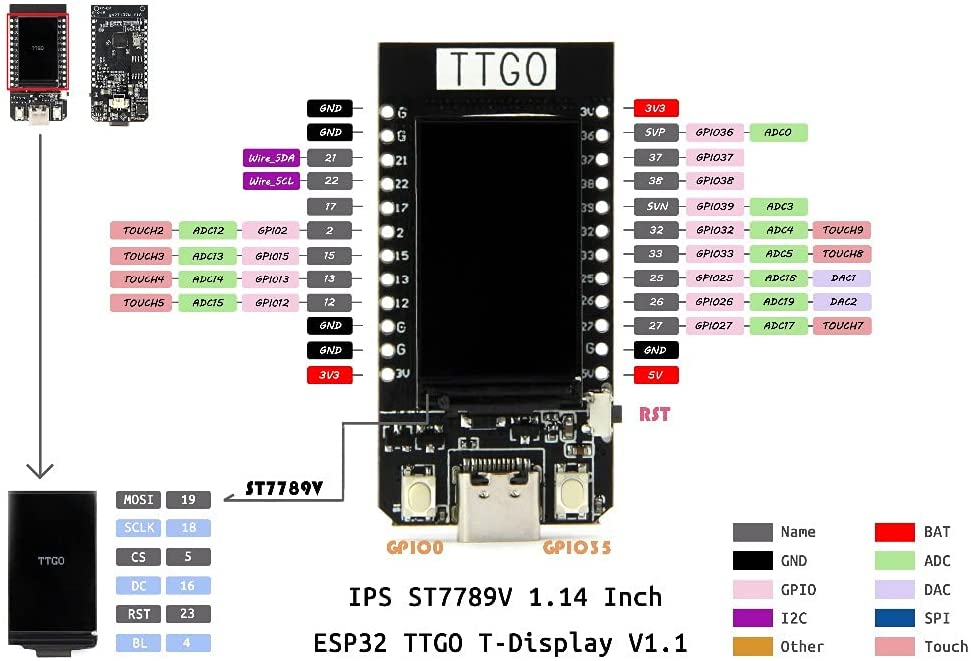 TTGO
TTGO
GND G 3V 3V3
GND G 36 SVP GPIO36 ADC0
Wire_SDA 21 21 37 37 GPIO37
Wire_SCL 22 22 38 38 GPIO38
17 17 39 SVN GPIO39 ADC3
TOUCH2 ADC12 GPIO2 2 2 32 32 GPIO32 ADC4 TOUCH9
TOUCH3 ADC13 GPIO15 15 15 33 33 GPIO33 ADC5 TOUCH8
TOUCH4 ADC14 GPIO13 13 13 25 25 GPIO25 ADC18 DAC1
TOUCH5 ADC15 GPIO12 12 12 26 26 GPIO26 ADC19 DAC2
GND G 27 27 GPIO27 ADC17 TOUCH7
GND G G GND
3V3 3V 5V 5V
RST
ST7789V
MOSI 19
SCLK 18
CS 5
DC 16
RST 23
BL 4
TTGO
GPIO0 GPIO35
IPS ST7789V 1.14 Inch
ESP32 TTGO T-Display V1.1
Name BAT
GND ADC
GPIO DAC
I2C SPI
Other Touch